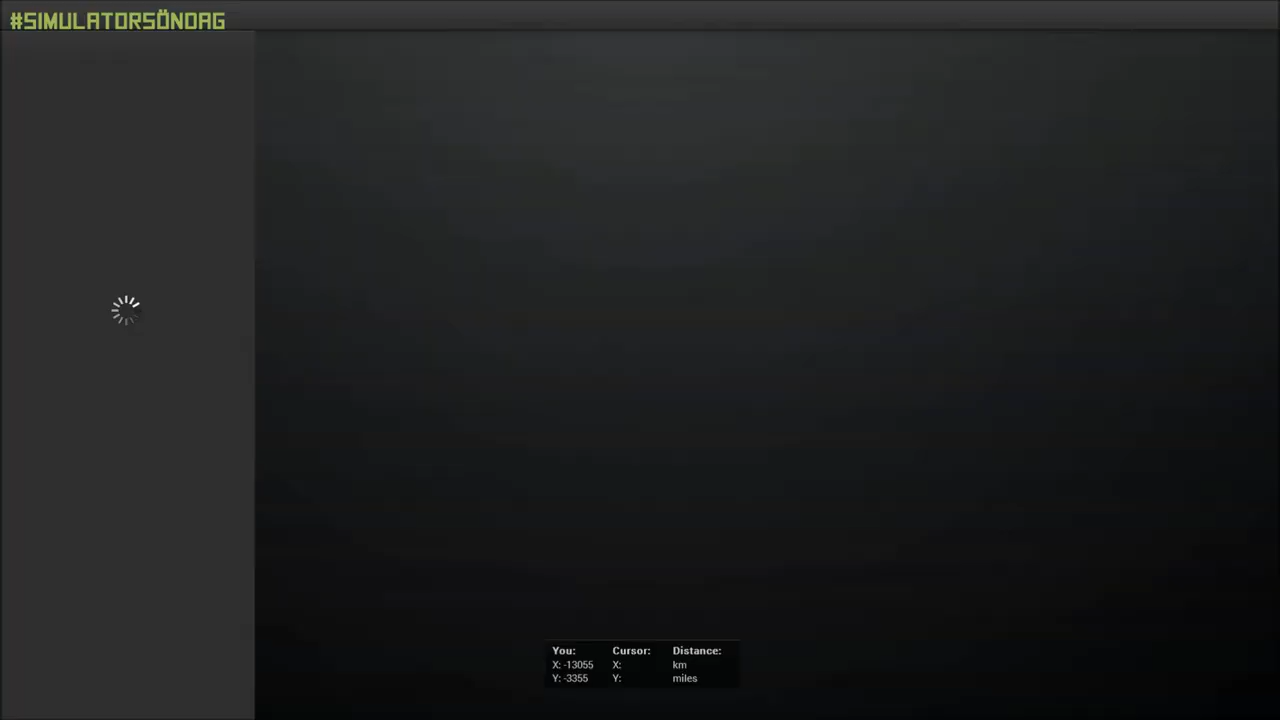 #SIMULATORSÖNDAG
You: Cursor: Distance:
X: -13055 X: km
Y: -3355 Y: miles